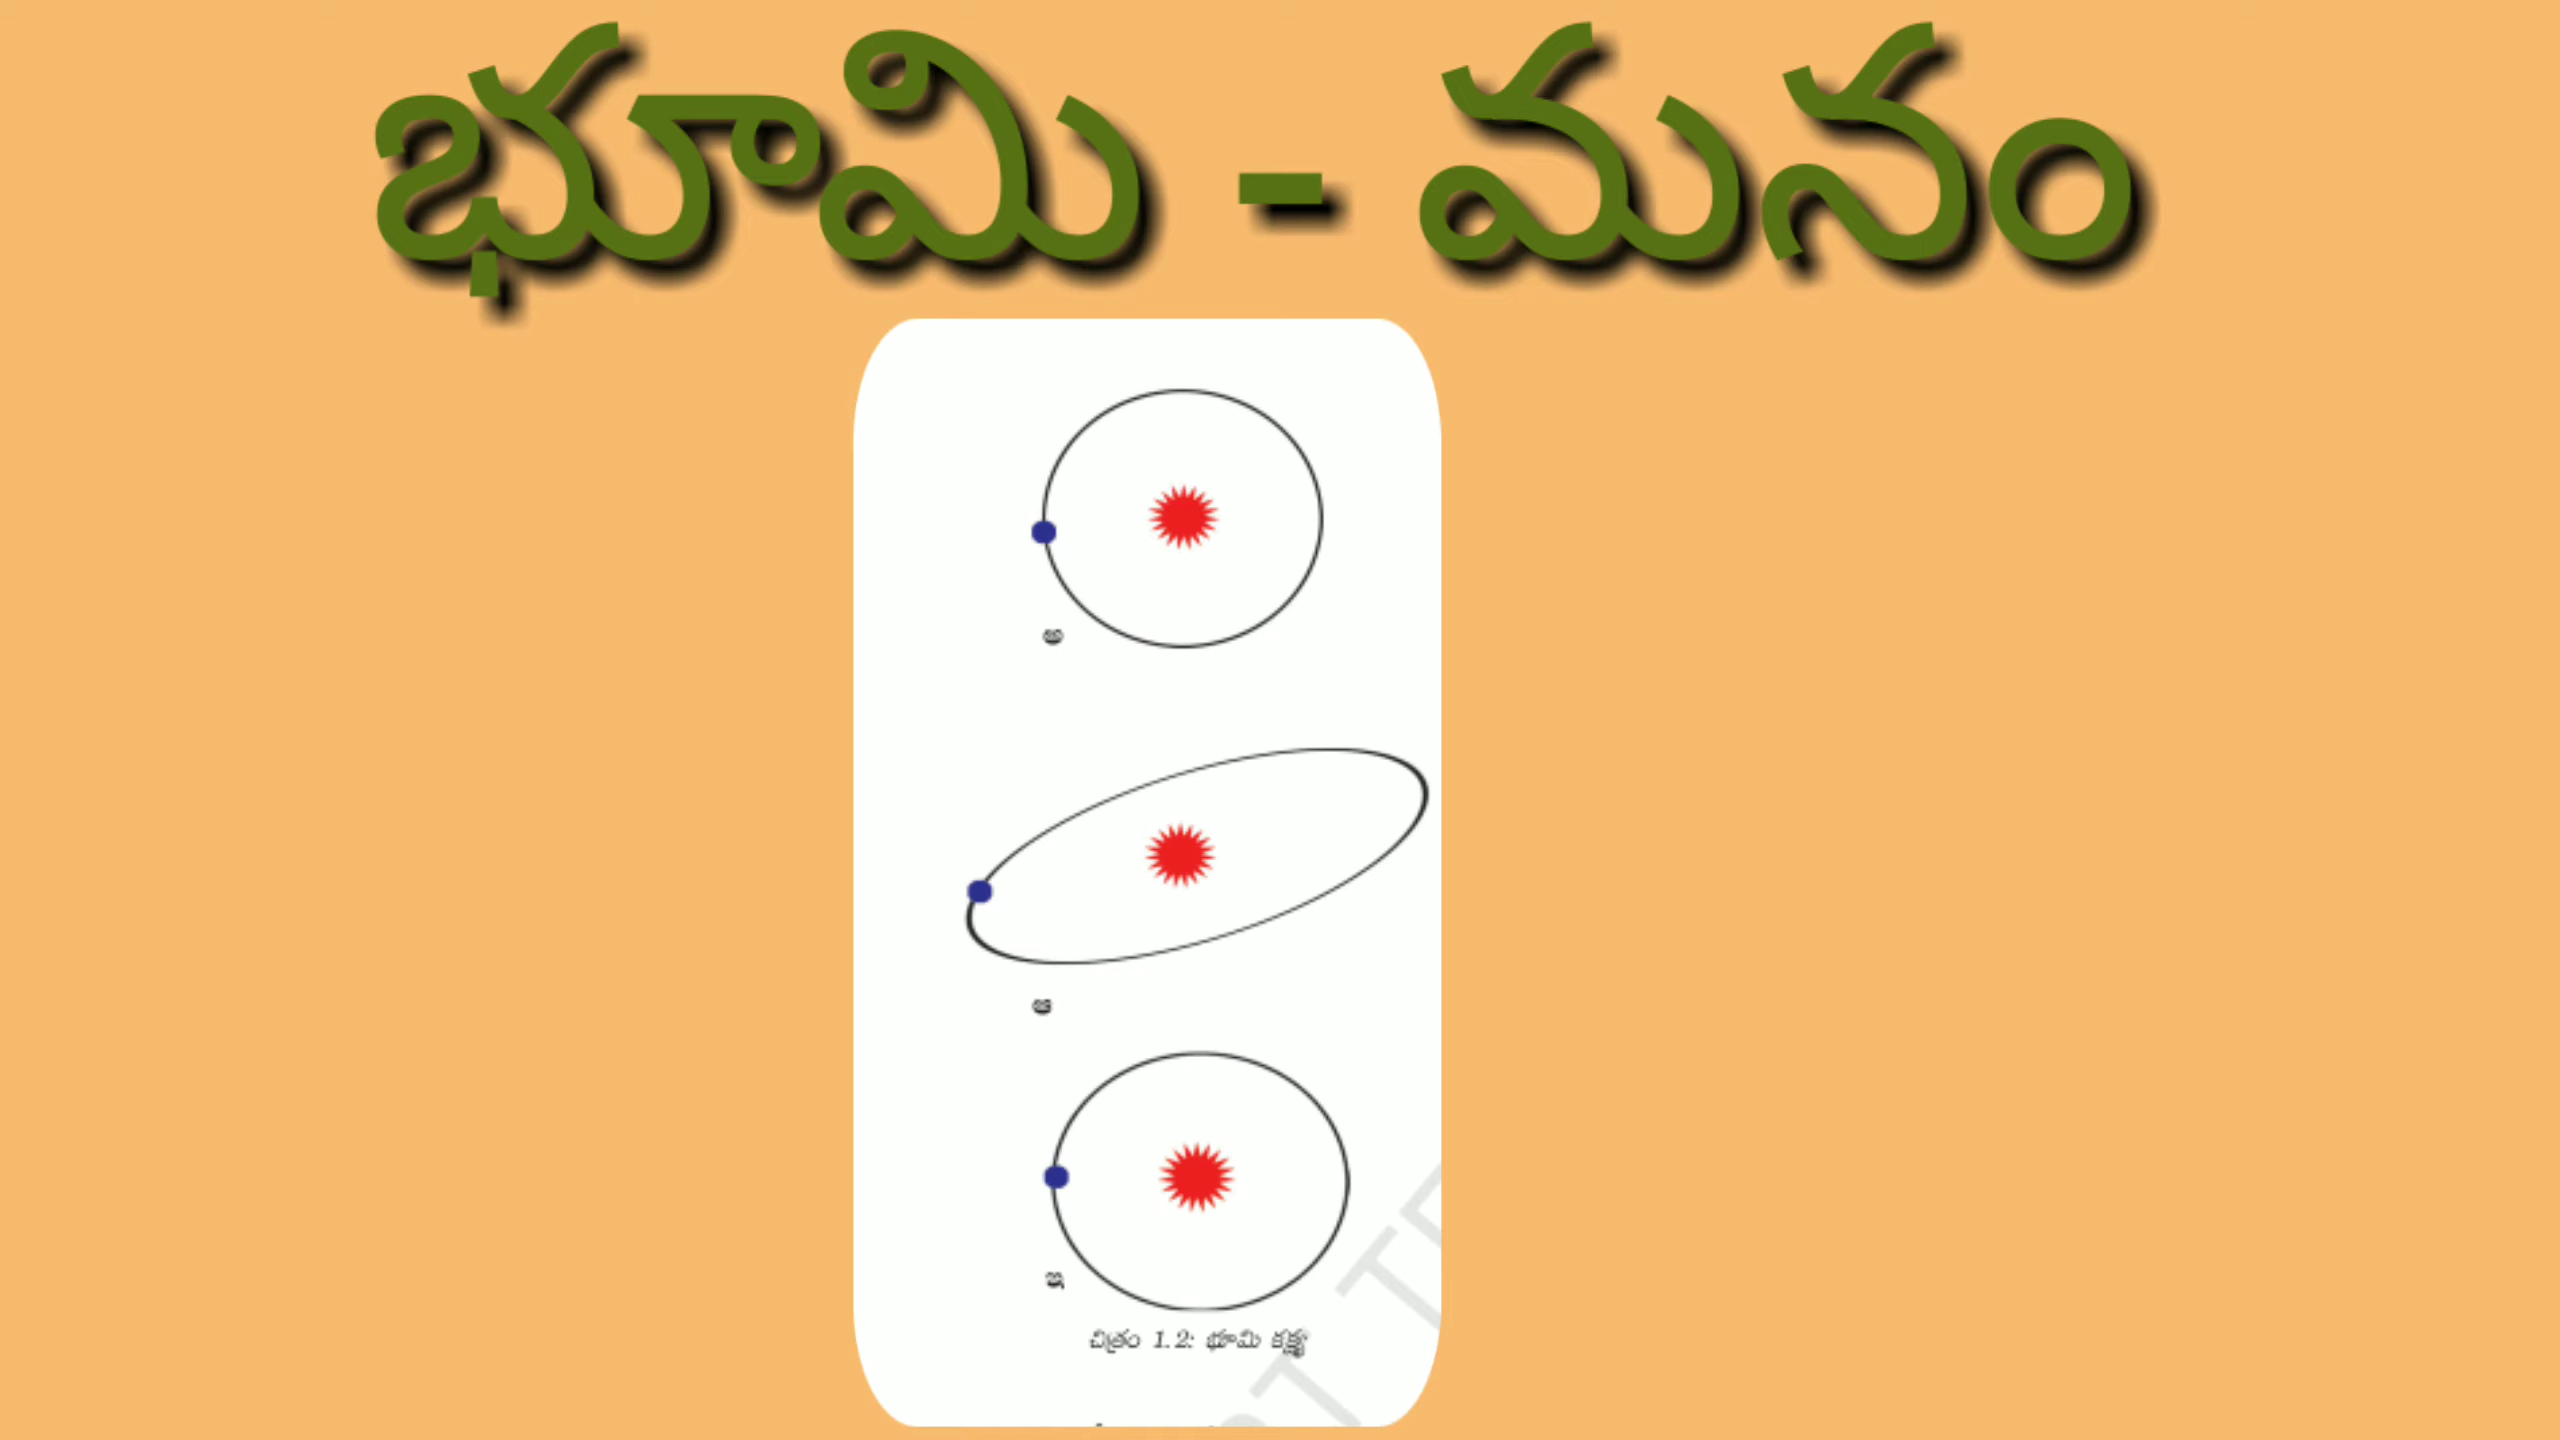 భూమి - మనం
అ
ఆ
ఇ
చిత్రం 1.2: భూమి కక్ష్య